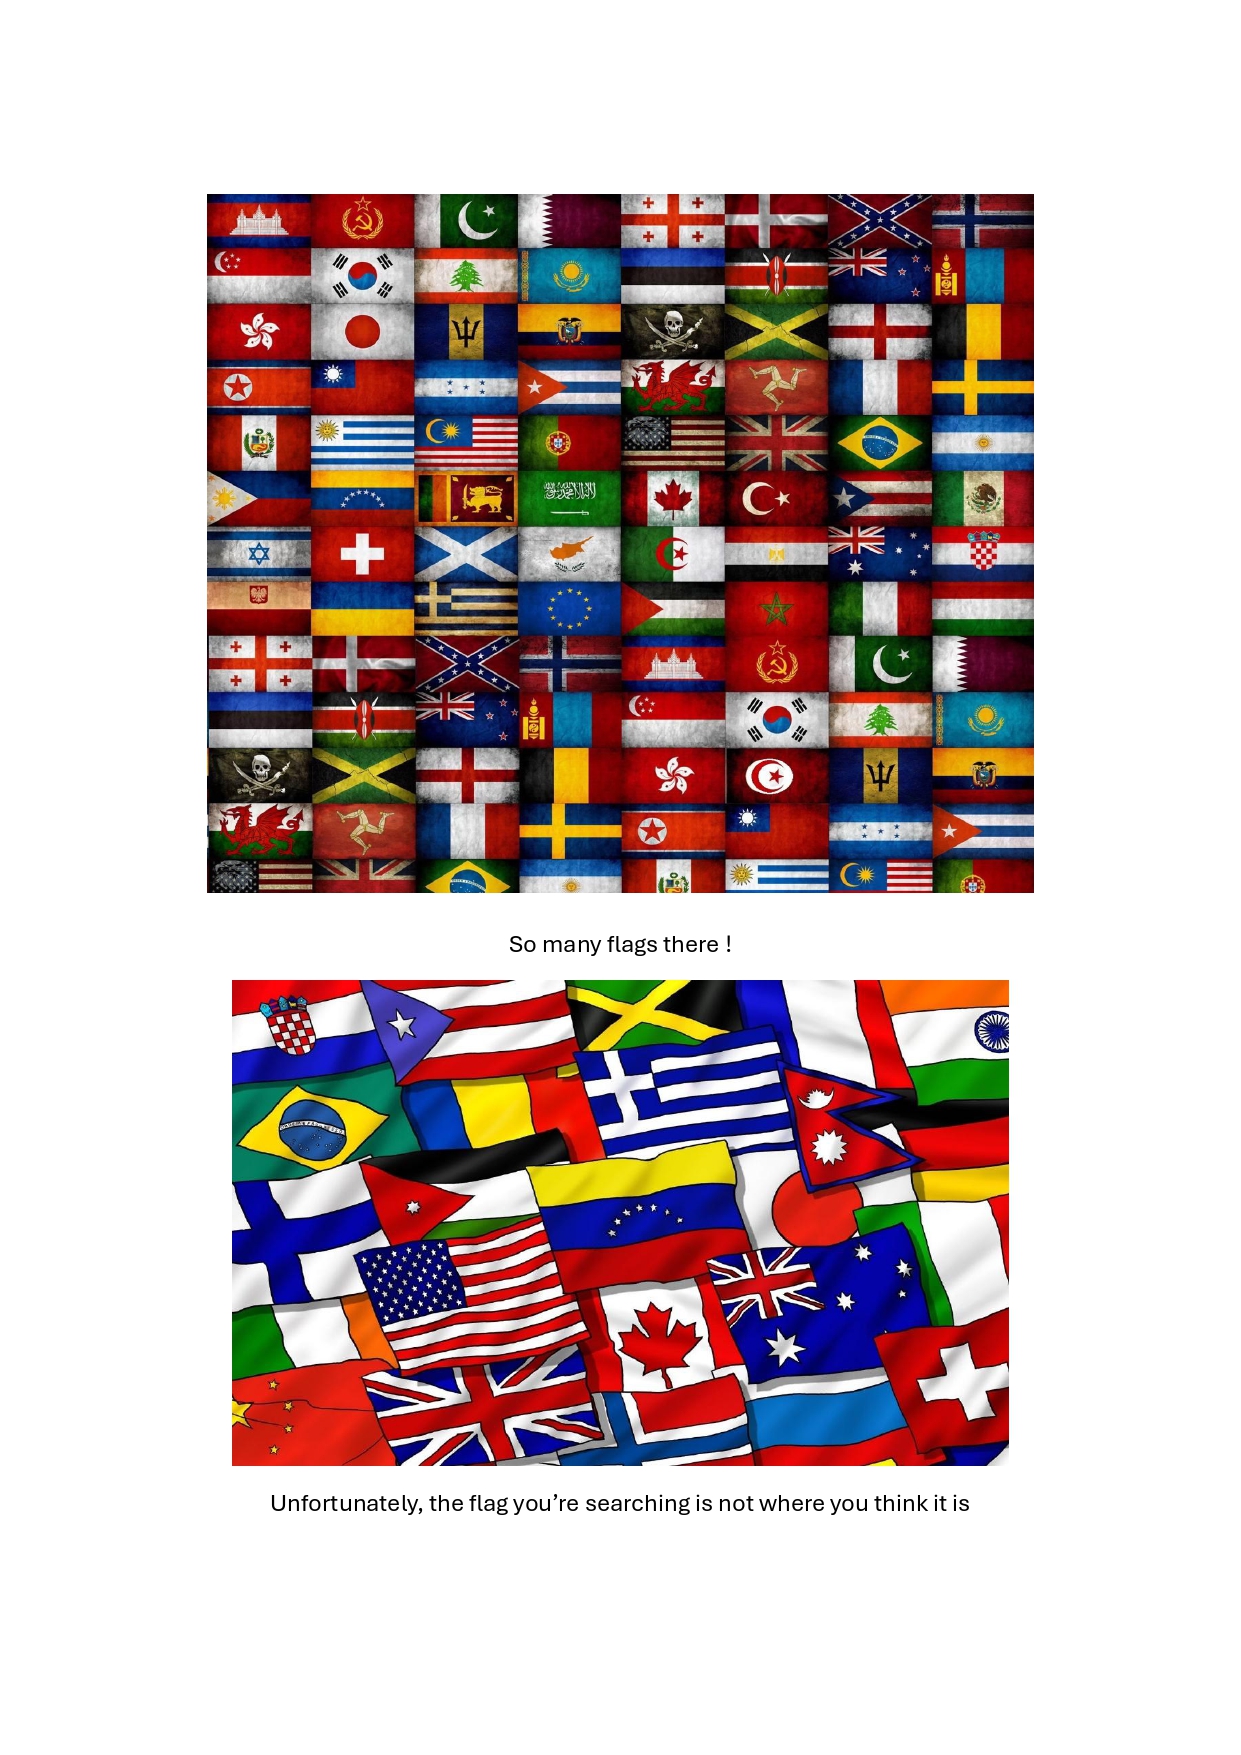 So many flags there !
Unfortunately, the flag you’re searching is not where you think it is